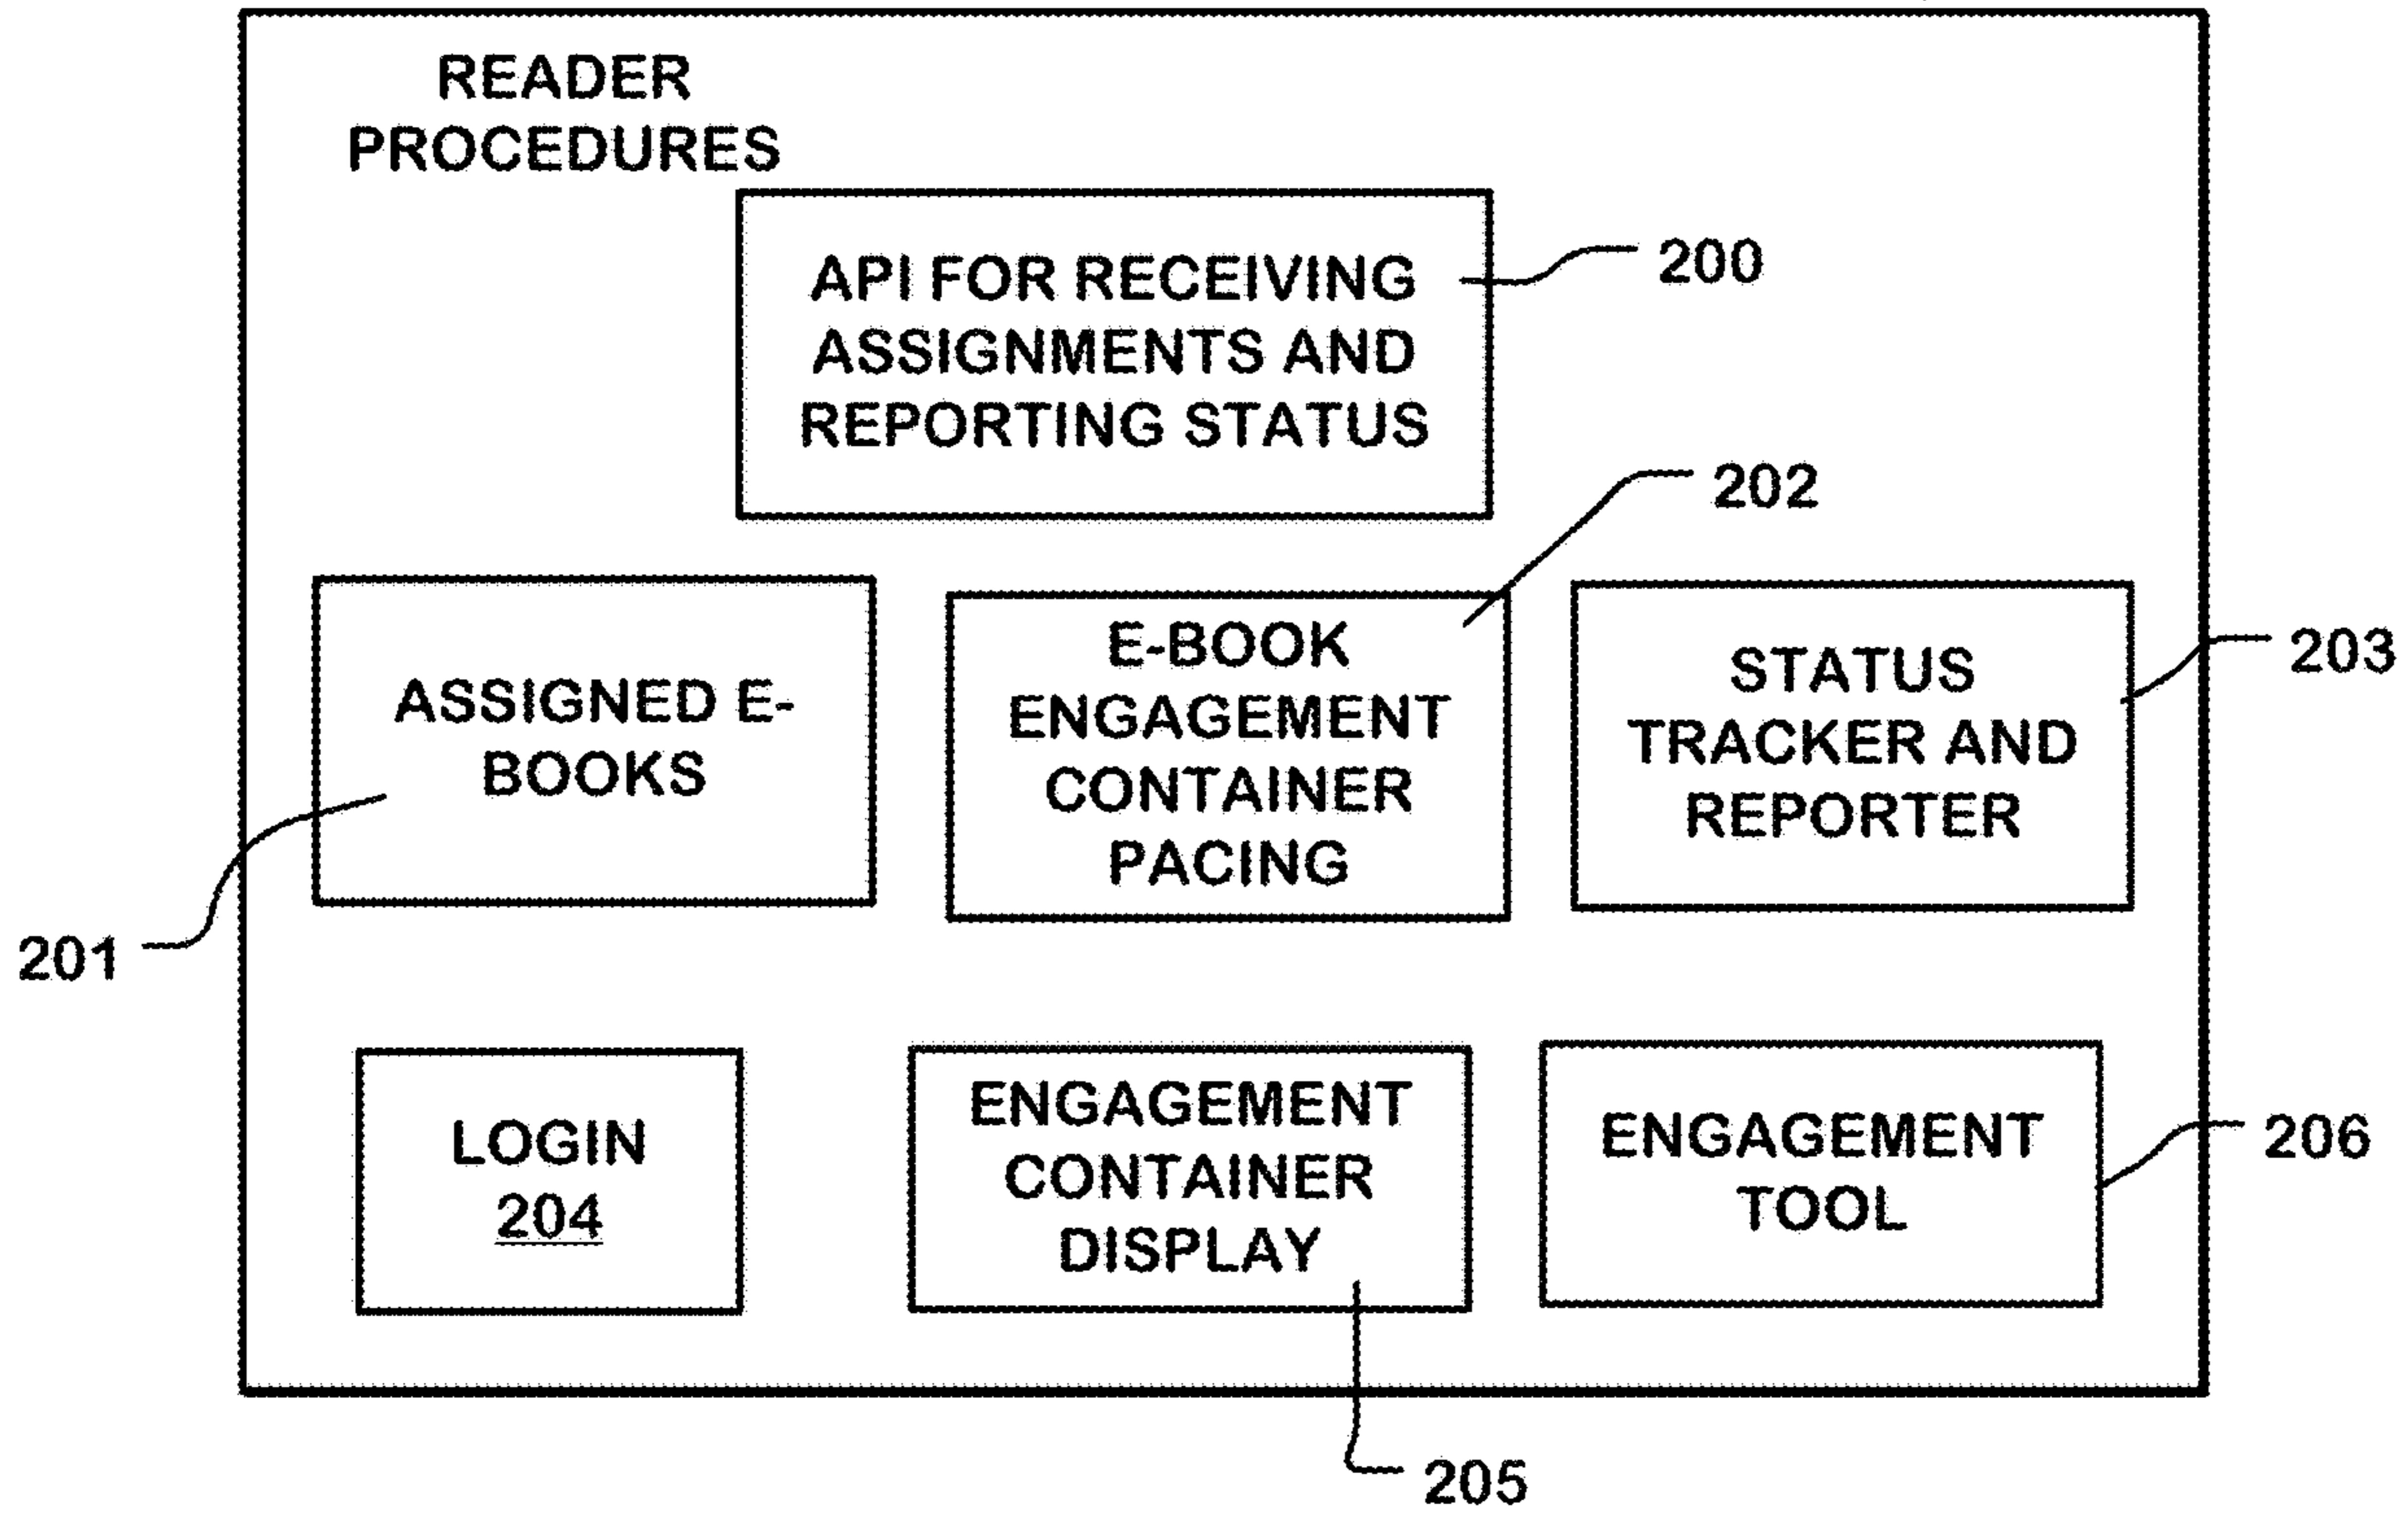 READER
PROCEDURES
API FOR RECEIVING
ASSIGNMENTS AND
REPORTING STATUS
200
202
ASSIGNED E-
BOOKS
201
E-BOOK
ENGAGEMENT
CONTAINER
PACING
STATUS
TRACKER AND
REPORTER
203
LOGIN
204
ENGAGEMENT
CONTAINER
DISPLAY
205
ENGAGEMENT
TOOL
206